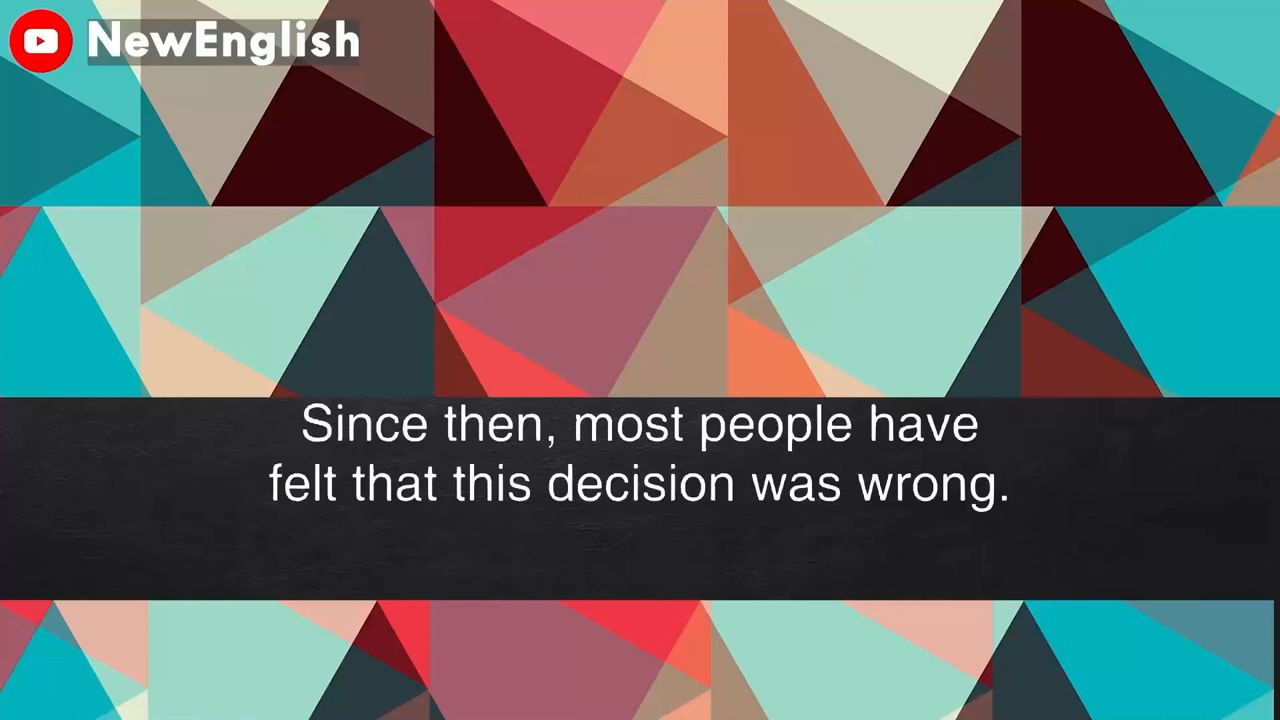 NewEnglish
Since then, most people have
felt that this decision was wrong.